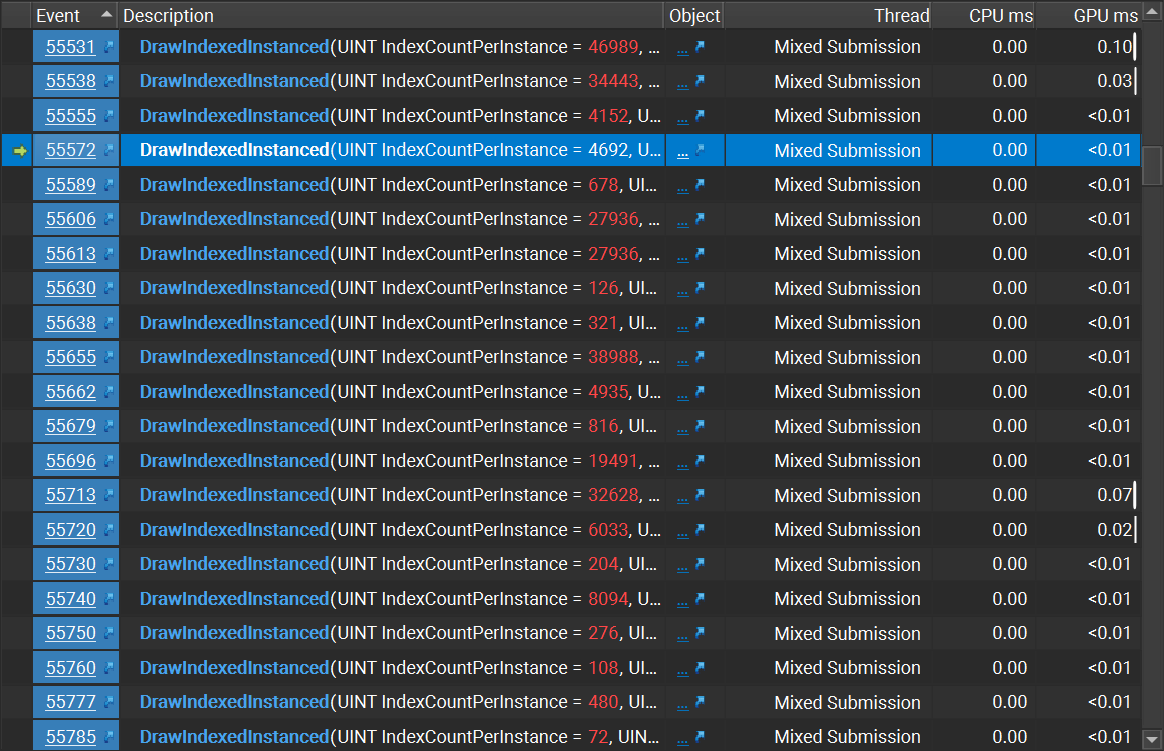 Event Description Object Thread CPU ms GPU ms
55531 DrawIndexedInstanced(UINT IndexCountPerInstance = 46989, ... ... Mixed Submission 0.00 0.10
55538 DrawIndexedInstanced(UINT IndexCountPerInstance = 34443, ... ... Mixed Submission 0.00 0.03
55555 DrawIndexedInstanced(UINT IndexCountPerInstance = 4152, U... ... Mixed Submission 0.00 <0.01
55572 DrawIndexedInstanced(UINT IndexCountPerInstance = 4692, U... ... Mixed Submission 0.00 <0.01
55589 DrawIndexedInstanced(UINT IndexCountPerInstance = 678, UI... ... Mixed Submission 0.00 <0.01
55606 DrawIndexedInstanced(UINT IndexCountPerInstance = 27936, ... ... Mixed Submission 0.00 <0.01
55613 DrawIndexedInstanced(UINT IndexCountPerInstance = 27936, ... ... Mixed Submission 0.00 <0.01
55630 DrawIndexedInstanced(UINT IndexCountPerInstance = 126, UI... ... Mixed Submission 0.00 <0.01
55638 DrawIndexedInstanced(UINT IndexCountPerInstance = 321, UI... ... Mixed Submission 0.00 <0.01
55655 DrawIndexedInstanced(UINT IndexCountPerInstance = 38988, ... ... Mixed Submission 0.00 <0.01
55662 DrawIndexedInstanced(UINT IndexCountPerInstance = 4935, U... ... Mixed Submission 0.00 <0.01
55679 DrawIndexedInstanced(UINT IndexCountPerInstance = 816, UI... ... Mixed Submission 0.00 <0.01
55696 DrawIndexedInstanced(UINT IndexCountPerInstance = 19491, ... ... Mixed Submission 0.00 <0.01
55713 DrawIndexedInstanced(UINT IndexCountPerInstance = 32628, ... ... Mixed Submission 0.00 0.07
55720 DrawIndexedInstanced(UINT IndexCountPerInstance = 6033, U... ... Mixed Submission 0.00 0.02
55730 DrawIndexedInstanced(UINT IndexCountPerInstance = 204, UI... ... Mixed Submission 0.00 <0.01
55740 DrawIndexedInstanced(UINT IndexCountPerInstance = 8094, U... ... Mixed Submission 0.00 <0.01
55750 DrawIndexedInstanced(UINT IndexCountPerInstance = 276, UI... ... Mixed Submission 0.00 <0.01
55760 DrawIndexedInstanced(UINT IndexCountPerInstance = 108, UI... ... Mixed Submission 0.00 <0.01
55777 DrawIndexedInstanced(UINT IndexCountPerInstance = 480, UI... ... Mixed Submission 0.00 <0.01
55785 DrawIndexedInstanced(UINT IndexCountPerInstance = 72, UIN... ... Mixed Submission 0.00 <0.01